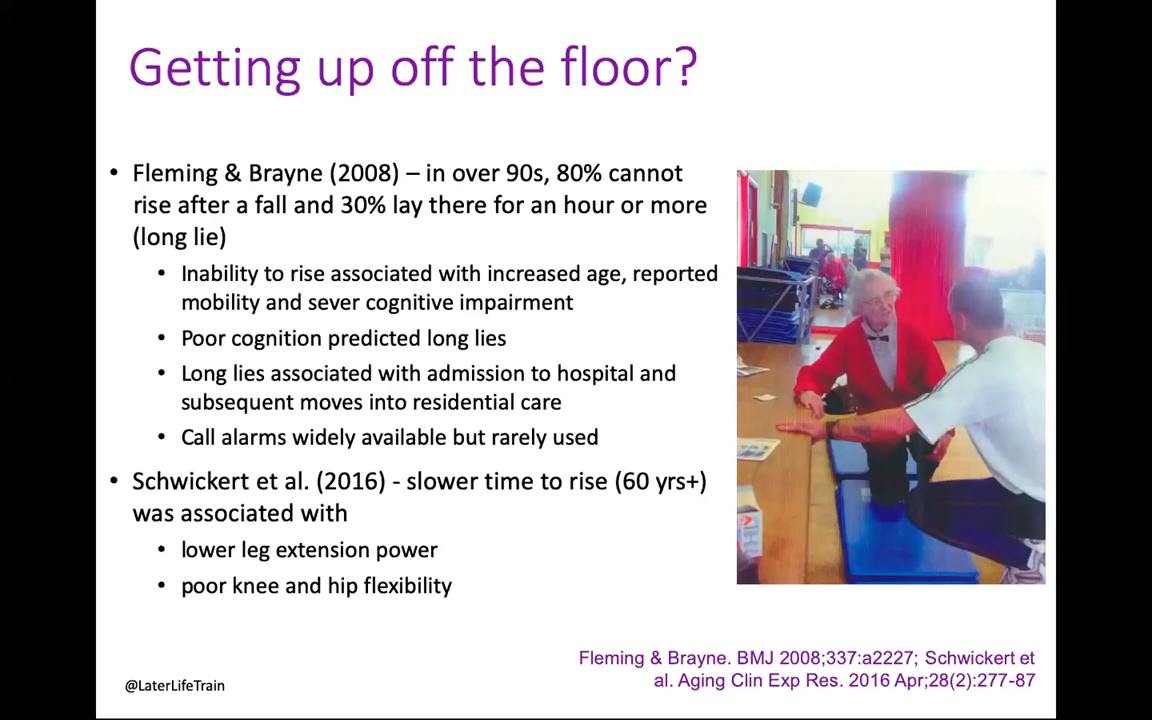 Getting up off the floor?
• Fleming & Brayne (2008) – in over 90s, 80% cannot
rise after a fall and 30% lay there for an hour or more
(long lie)
• Inability to rise associated with increased age, reported
mobility and sever cognitive impairment
• Poor cognition predicted long lies
• Long lies associated with admission to hospital and
subsequent moves into residential care
• Call alarms widely available but rarely used
• Schwickert et al. (2016) - slower time to rise (60 yrs+)
was associated with
• lower leg extension power
• poor knee and hip flexibility
Fleming & Brayne. BMJ 2008;337:a2227; Schwickert et
al. Aging Clin Exp Res. 2016 Apr;28(2):277-87
@LaterLifeTrain